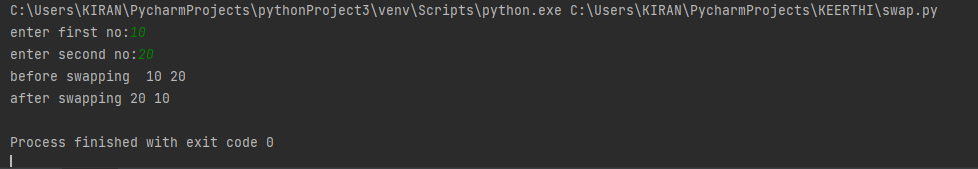 C:\Users\KIRAN\PycharmProjects\pythonProject3\venv\Scripts\python.exe C:\Users\KIRAN\PycharmProjects\KEERTHI\swap.py
enter first no:10
enter second no:20
before swapping  10 20
after swapping 20 10
Process finished with exit code 0